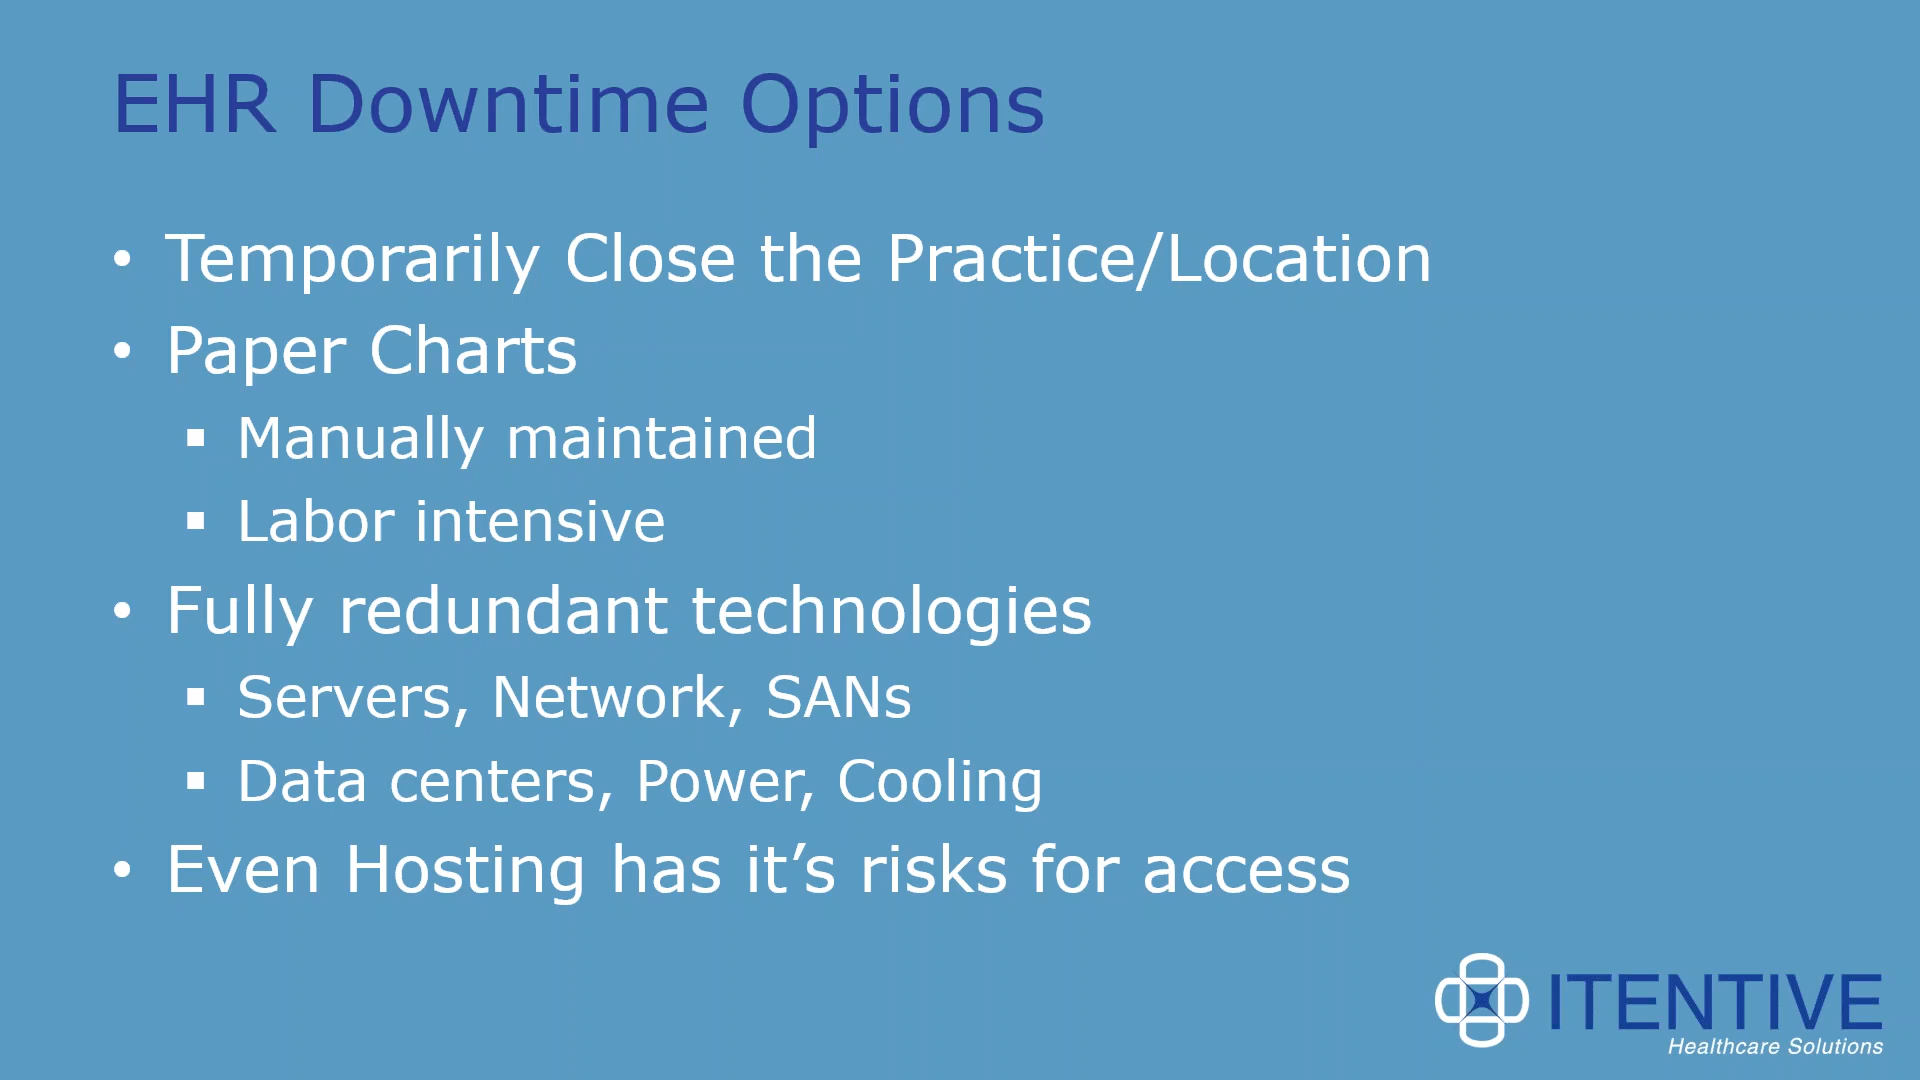 EHR Downtime Options
• Temporarily Close the Practice/Location
• Paper Charts
▪ Manually maintained
▪ Labor intensive
• Fully redundant technologies
▪ Servers, Network, SANs
▪ Data centers, Power, Cooling
• Even Hosting has it’s risks for access
ITENTIVE
Healthcare Solutions